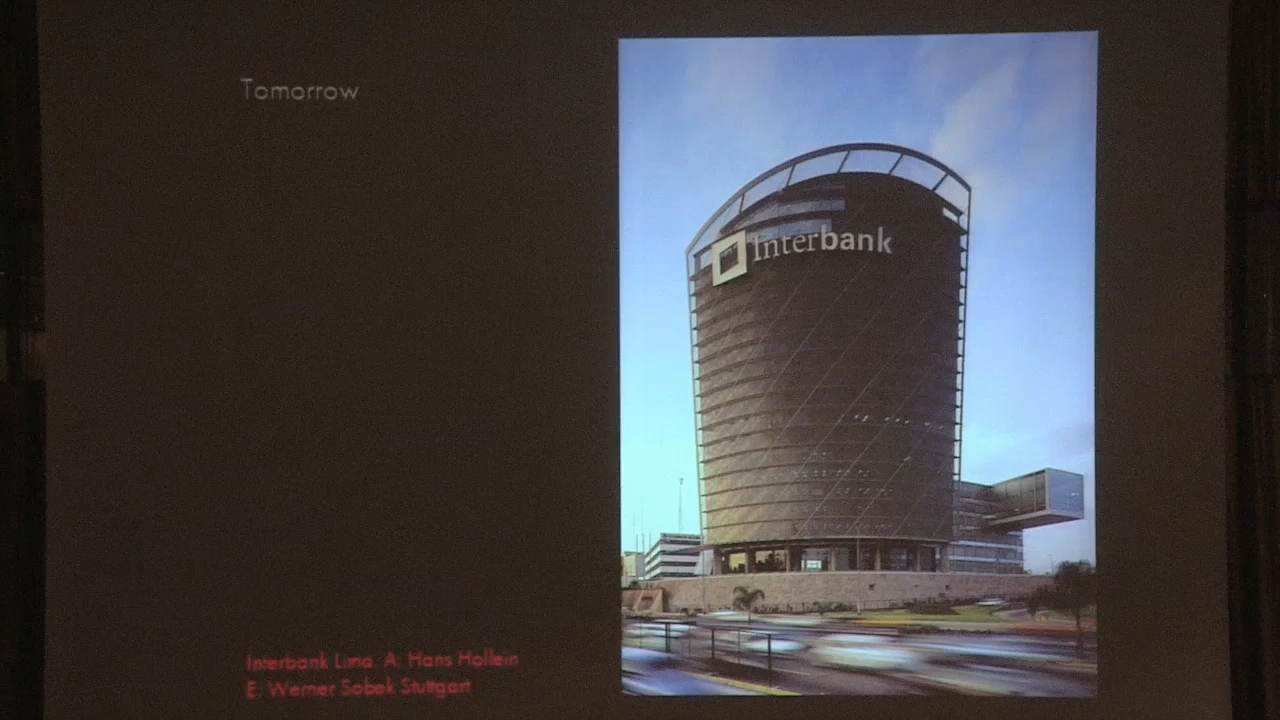 Tomorrow
Interbank
Interbank Lima. A. Hans Hollein
E. Werner Sobek Stuttgart